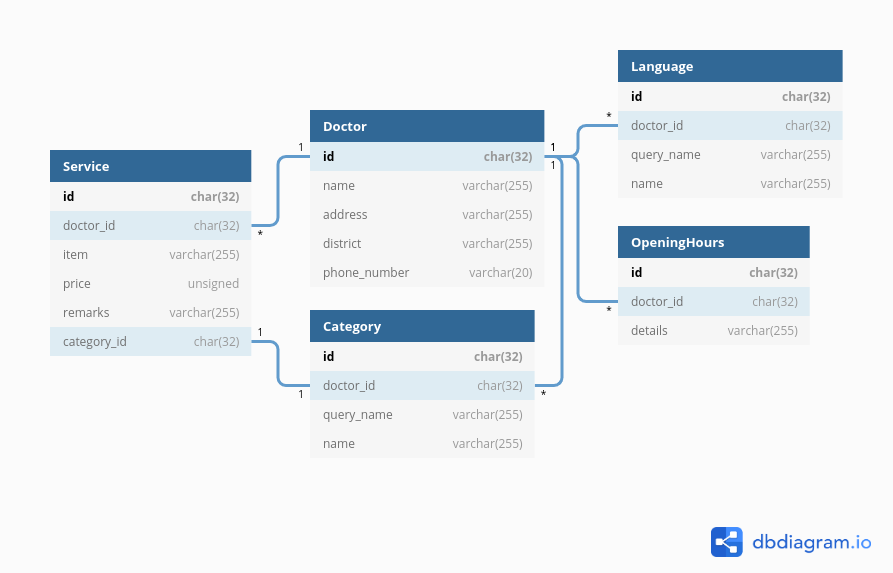 Service
id char(32)
doctor_id char(32)
item varchar(255)
price unsigned
remarks varchar(255)
category_id char(32)
*
1
Doctor
id char(32)
name varchar(255)
address varchar(255)
district varchar(255)
phone_number varchar(20)
1
1
1
Category
id char(32)
doctor_id char(32)
query_name varchar(255)
name varchar(255)
1
*
Language
id char(32)
doctor_id char(32)
query_name varchar(255)
name varchar(255)
*
OpeningHours
id char(32)
doctor_id char(32)
details varchar(255)
*
dbdiagram.io